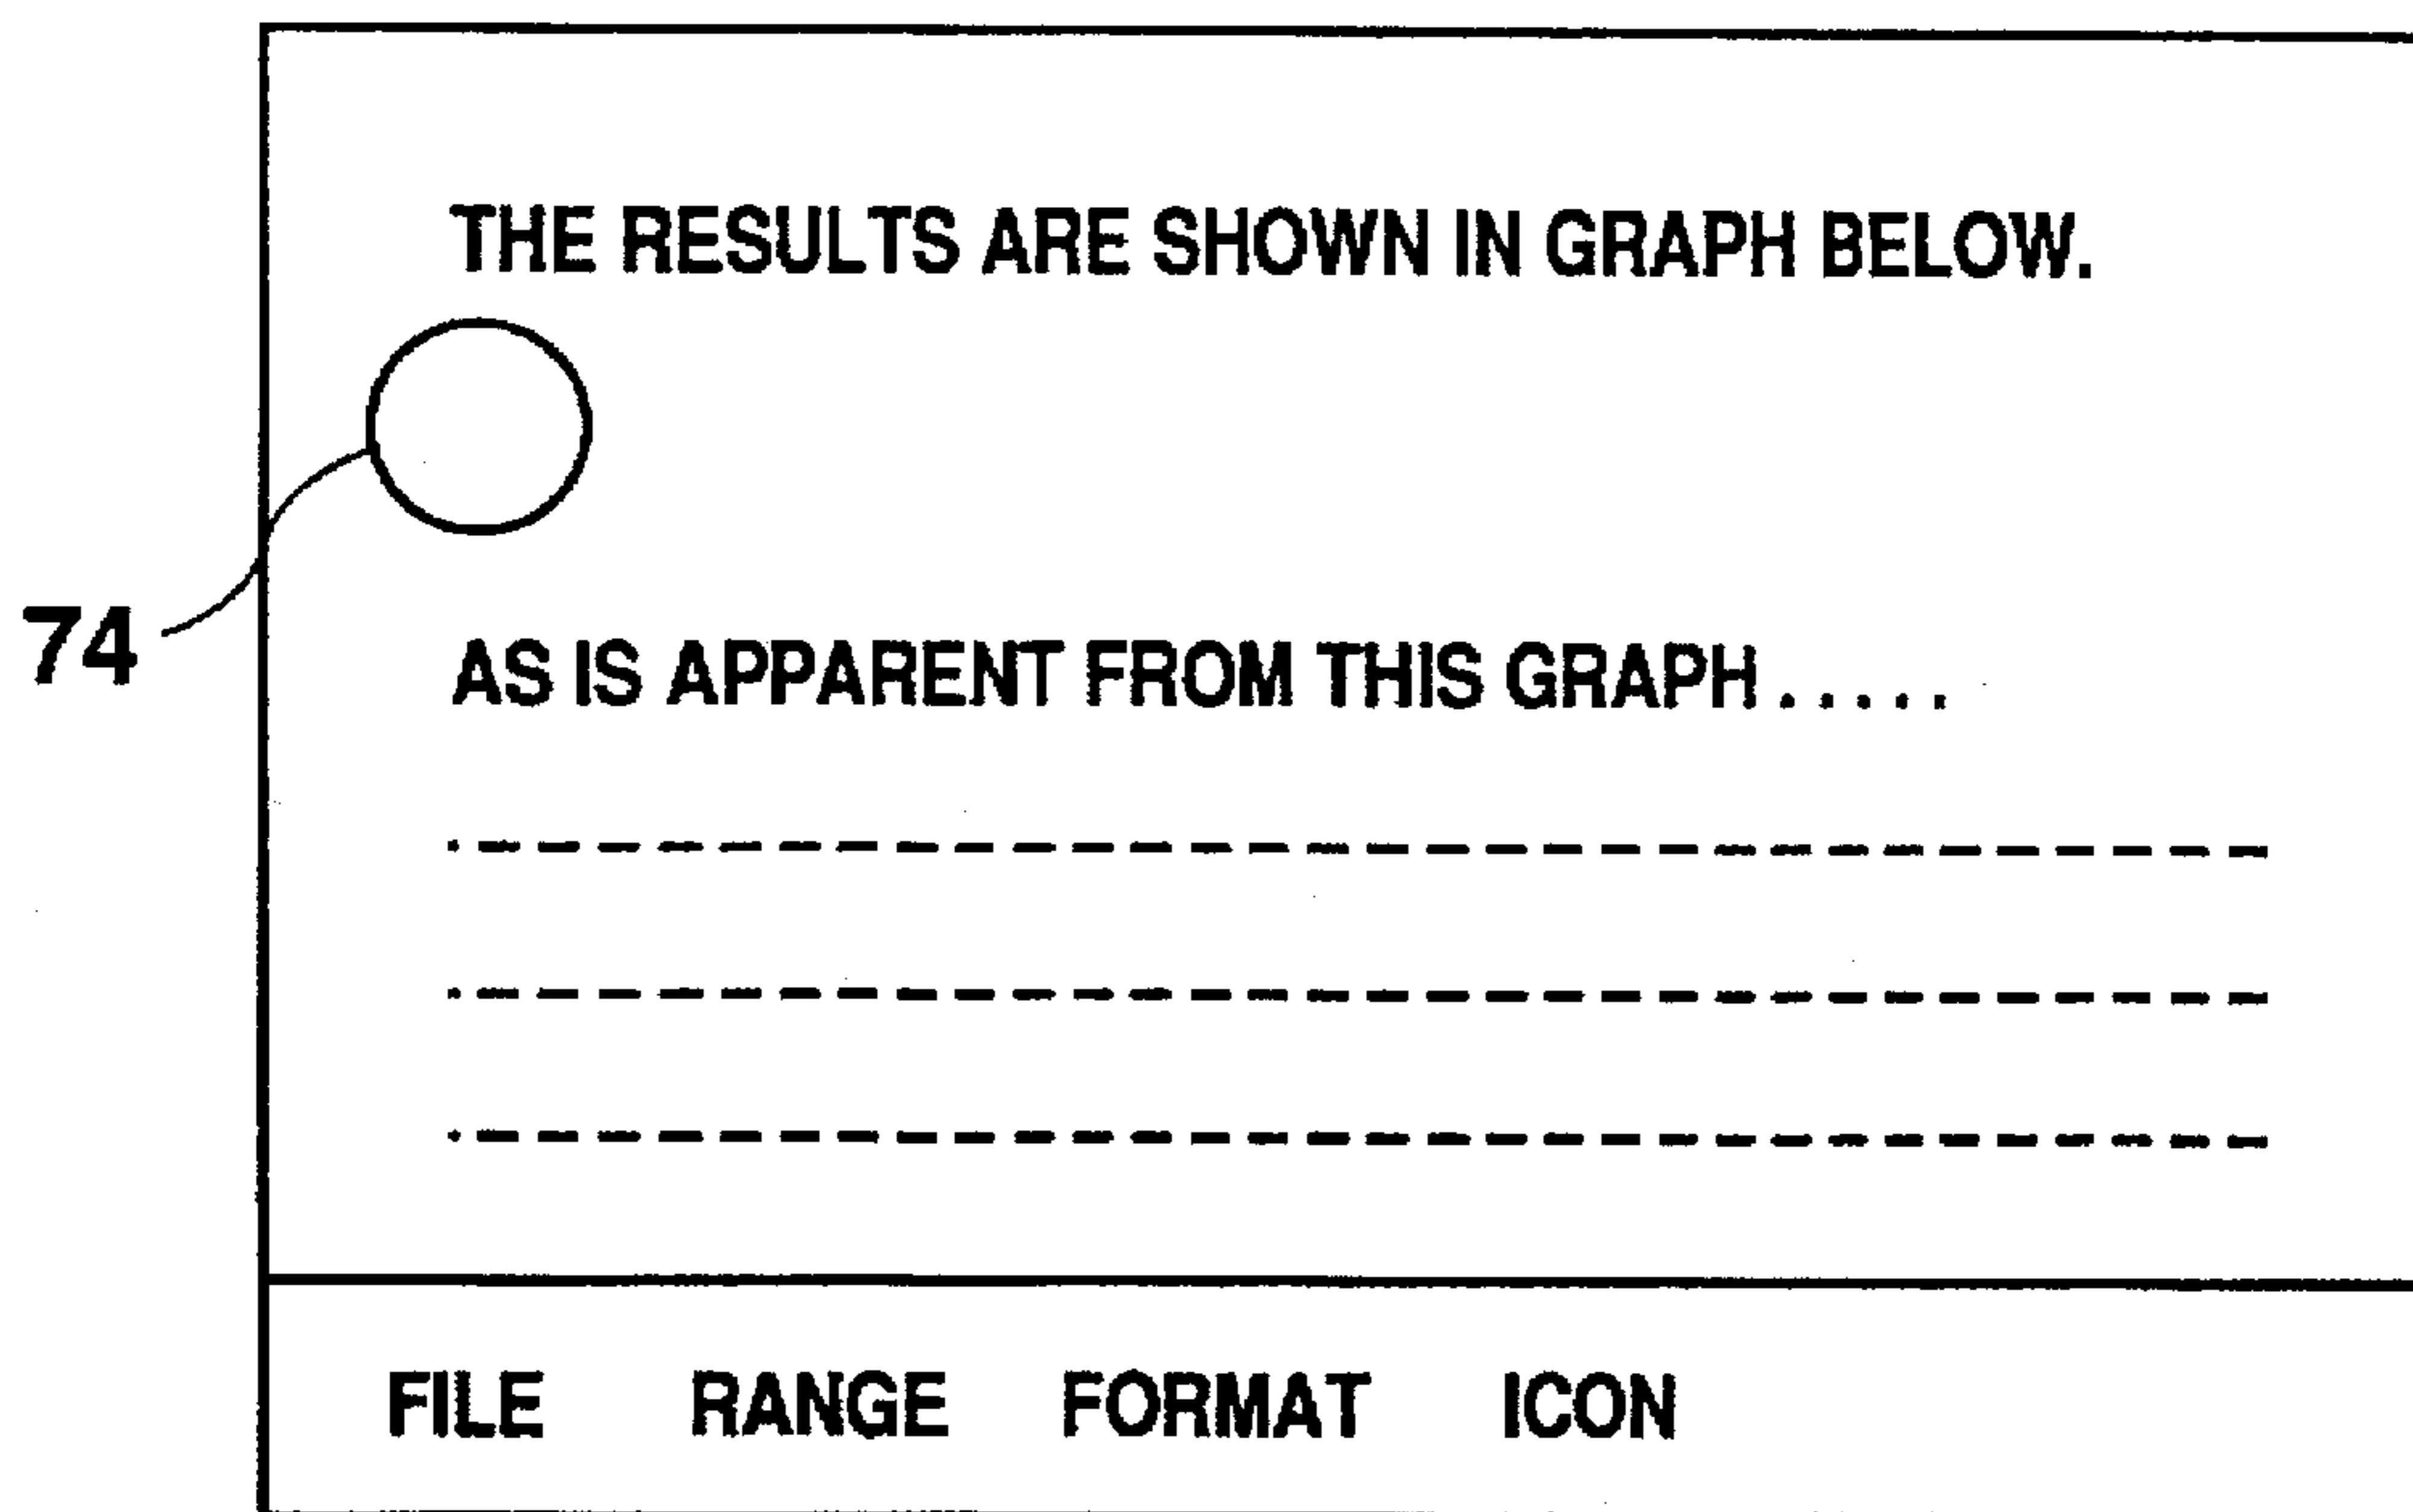 THE RESULTS ARE SHOWN IN GRAPH BELOW.
74
AS IS APPARENT FROM THIS GRAPH.....
FILE RANGE FORMAT ICON